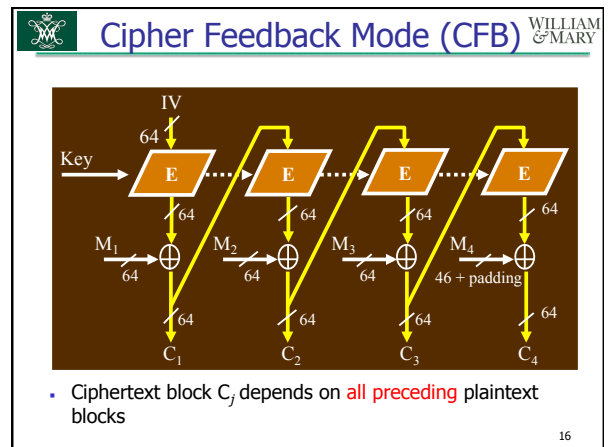 Cipher Feedback Mode (CFB)
WILLIAM
& MARY
IV
64
Key
E E E E
64 64 64 64
M1 M2 M3 M4
64 64 64 46 + padding
64 64 64 64
C1 C2 C3 C4
Ciphertext block Cj depends on all preceding plaintext
blocks
16